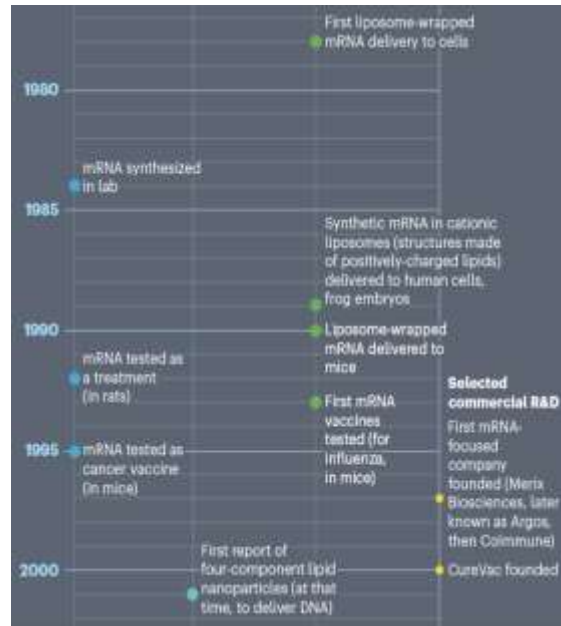 First liposome-wrapped
mRNA delivery to cells
1980
mRNA synthesized
in lab
1985
Synthetic mRNA in cationic
liposomes (structures made
of positively-charged lipids)
delivered to human cells,
frog embryos
1990
Liposome-wrapped
mRNA delivered to
mice
mRNA tested as
a treatment
(in rats)
Selected
commercial R&D
First mRNA
vaccines
tested (for
influenza,
in mice)
First mRNA-
focused
company
founded (Merix
Biosciences, later
known as Argos,
then CoImmune)
1995
mRNA tested as
cancer vaccine
(in mice)
First report of
four-component lipid
nanoparticles (at that
time, to deliver DNA)
2000
CureVac founded